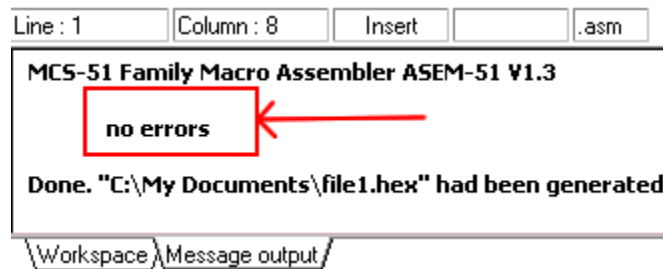 Line : 1 Column : 8 Insert .asm
MCS-51 Family Macro Assembler ASEM-51 V1.3
no errors
Done. "C:\My Documents\file1.hex" had been generated
Workspace Message output